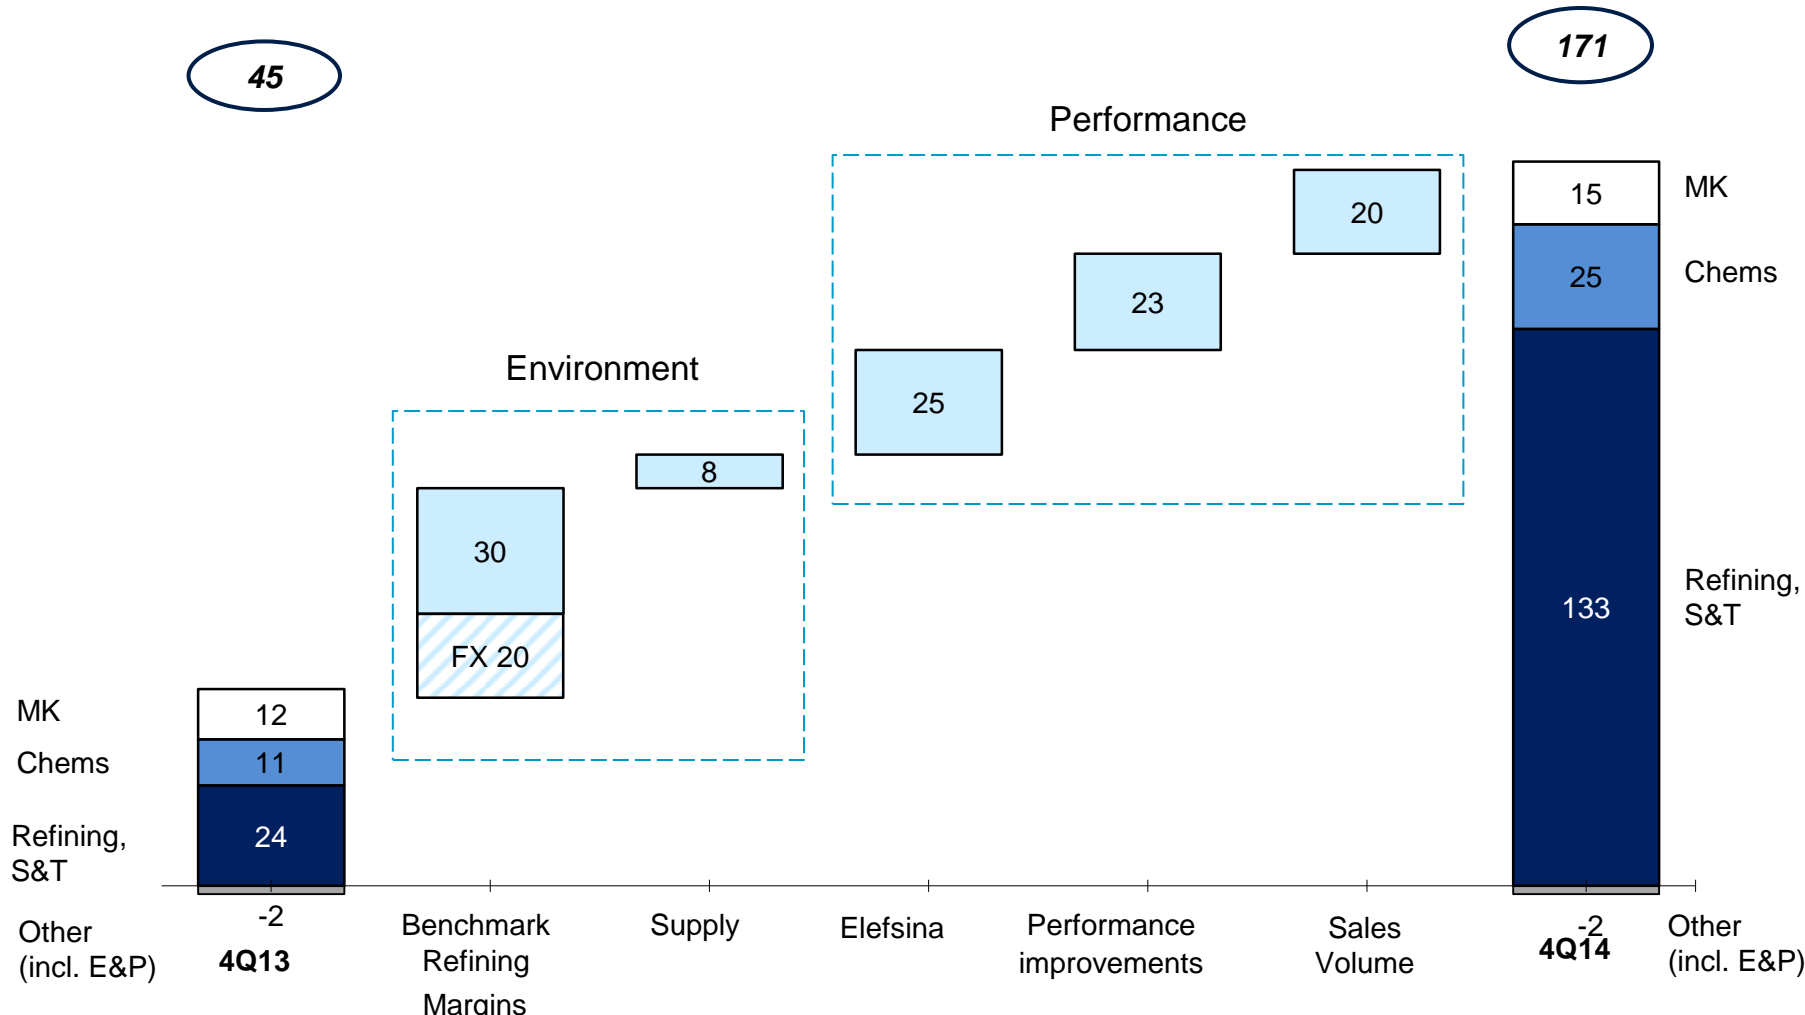 45
171
Performance
Environment
MK
Chems
Refining,
S&T
Other
(incl. E&P)
12
11
24
-2
4Q13
30
FX 20
8
25
23
20
15
25
133
-2
4Q14
MK
Chems
Refining,
S&T
Other
(incl. E&P)
Benchmark
Refining
Margins
Supply
Elefsina
Performance
improvements
Sales
Volume